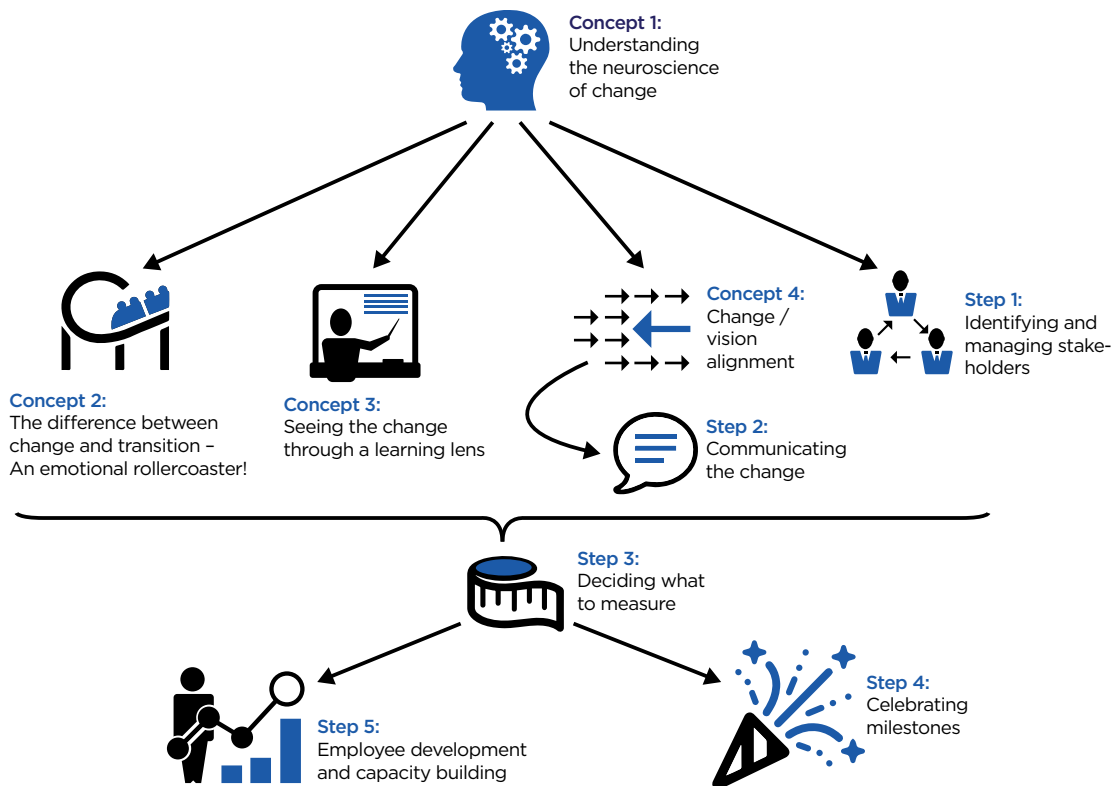 Concept 1:
Understanding
the neuroscience
of change
Concept 2:
The difference between
change and transition –
An emotional rollercoaster!
Concept 3:
Seeing the change
through a learning lens
Concept 4:
Change /
vision
alignment
Step 1:
Identifying and
managing stake-
holders
Step 2:
Communicating
the change
Step 3:
Deciding what
to measure
Step 5:
Employee development
and capacity building
Step 4:
Celebrating
milestones